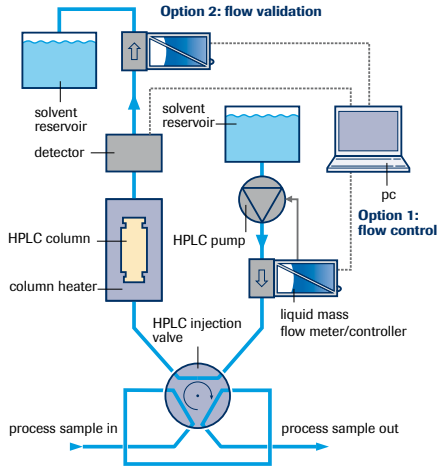 Option 2: flow validation
solvent
reservoir
solvent
reservoir
detector
pc
Option 1:
flow control
HPLC column
HPLC pump
column heater
liquid mass
flow meter/controller
HPLC injection
valve
process sample in
process sample out